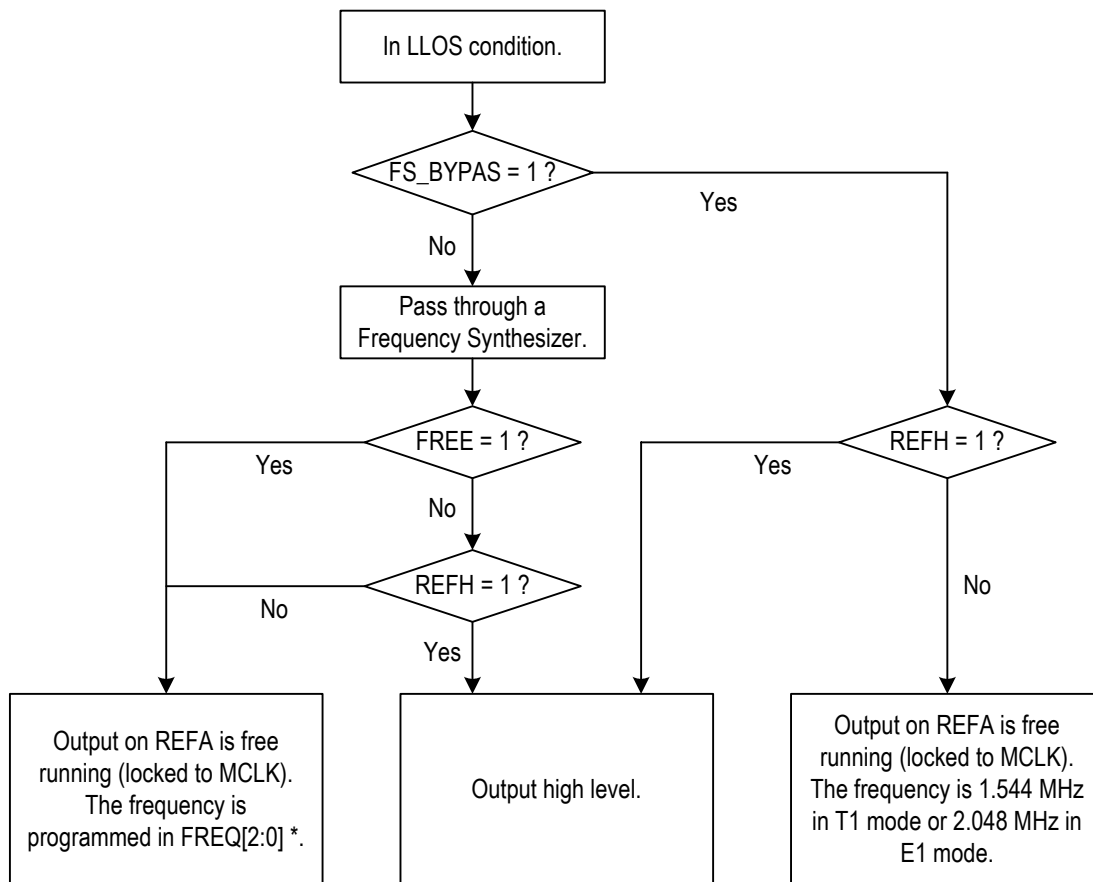 In LLOS condition.
FS_BYPAS = 1 ?
Yes
No
Pass through a
Frequency Synthesizer.
FREE = 1 ?
Yes
No
REFH = 1 ?
Yes
No
REFH = 1 ?
No
Yes
Output on REFA is free
running (locked to MCLK).
The frequency is
programmed in FREQ[2:0] *.
Output high level.
Output on REFA is free
running (locked to MCLK).
The frequency is 1.544 MHz
in T1 mode or 2.048 MHz in
E1 mode.